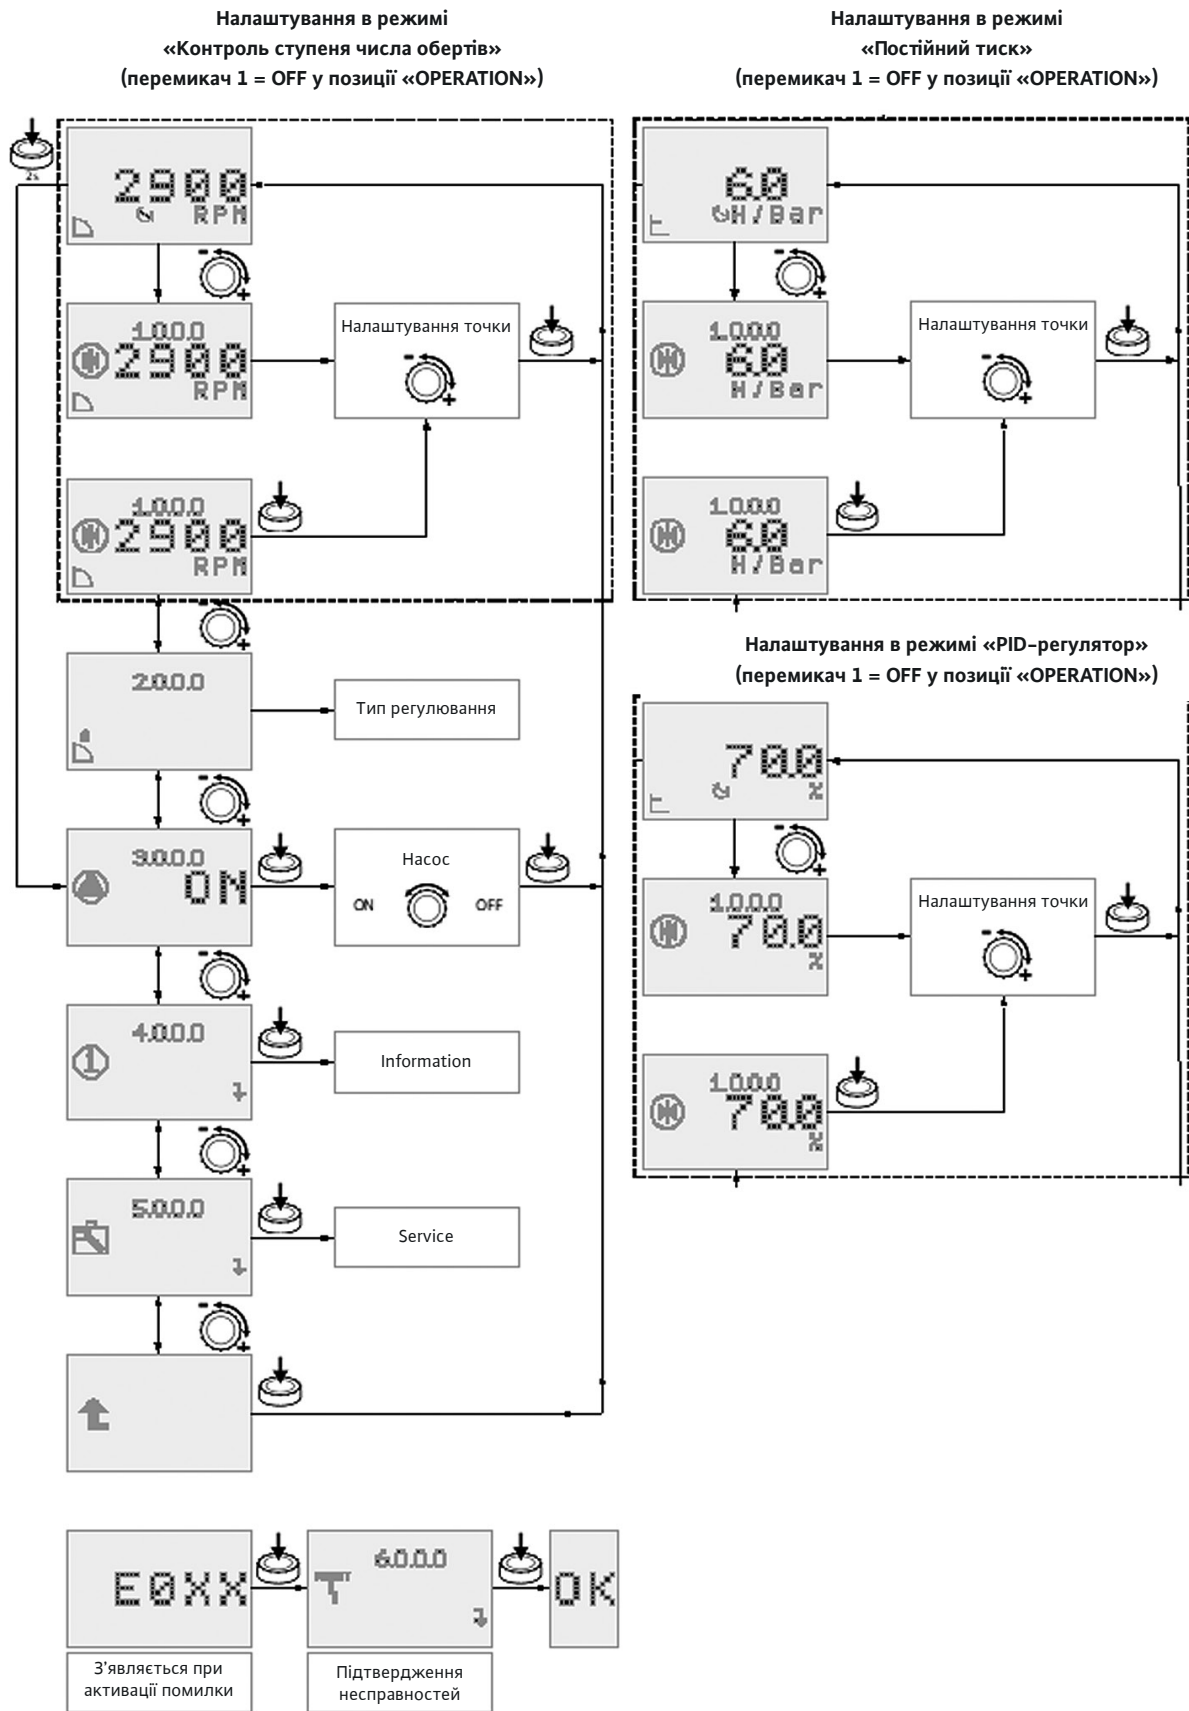 Налаштування в режимі
«Контроль ступеня числа обертів»
(перемикач 1 = OFF у позиції «OPERATION»)
2s
2900
RPM
- +
1.0.0.0
2900
RPM
Налаштування точки
- +
1.0.0.0
2900
RPM
- +
2.0.0.0
Тип регулювання
- +
3.0.0.0
ON
Насос
ON OFF
- +
4.0.0.0
1
Information
- +
5.0.0.0
Service
- +
E0XX
З’являється при
активації помилки
6.0.0.0
Підтвердження
несправностей
OK
Налаштування в режимі
«Постійний тиск»
(перемикач 1 = OFF у позиції «OPERATION»)
6.0
H/Bar
- +
1.0.0.0
6.0
H/Bar
Налаштування точки
- +
1.0.0.0
6.0
H/Bar
Налаштування в режимі «PID-регулятор»
(перемикач 1 = OFF у позиції «OPERATION»)
70.0
%
- +
1.0.0.0
70.0
%
Налаштування точки
- +
1.0.0.0
70.0
%